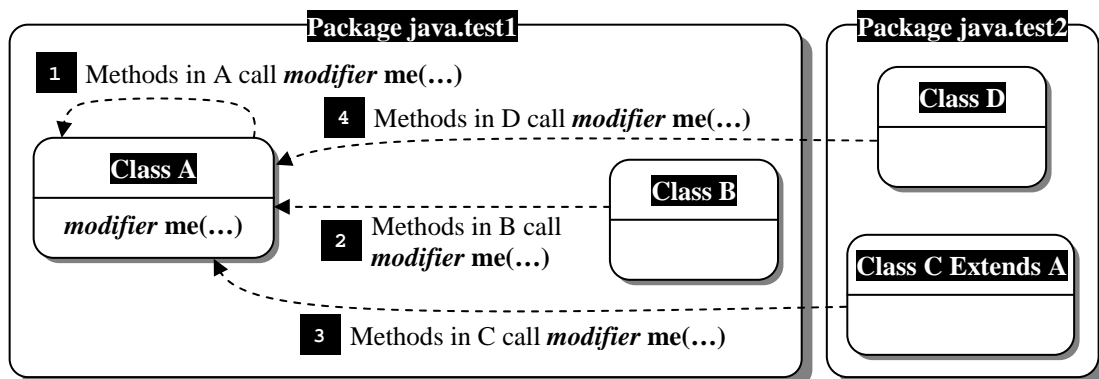 Package java.test1
Package java.test2
1 Methods in A call modifier me(…)
Class D
4 Methods in D call modifier me(…)
Class A
Class B
modifier me(…)
2 Methods in B call
modifier me(…)
Class C Extends A
3 Methods in C call modifier me(…)